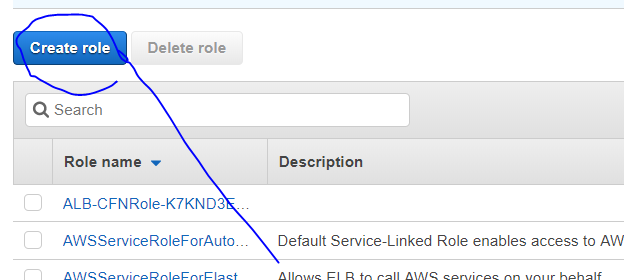 Create role Delete role
Search
Role name Description
ALB-CFNRole-K7KND3E...
AWSServiceRoleForAuto... Default Service-Linked Role enables access to AW
AWSServiceRoleForElast Allows ELB to call AWS services on your behalf